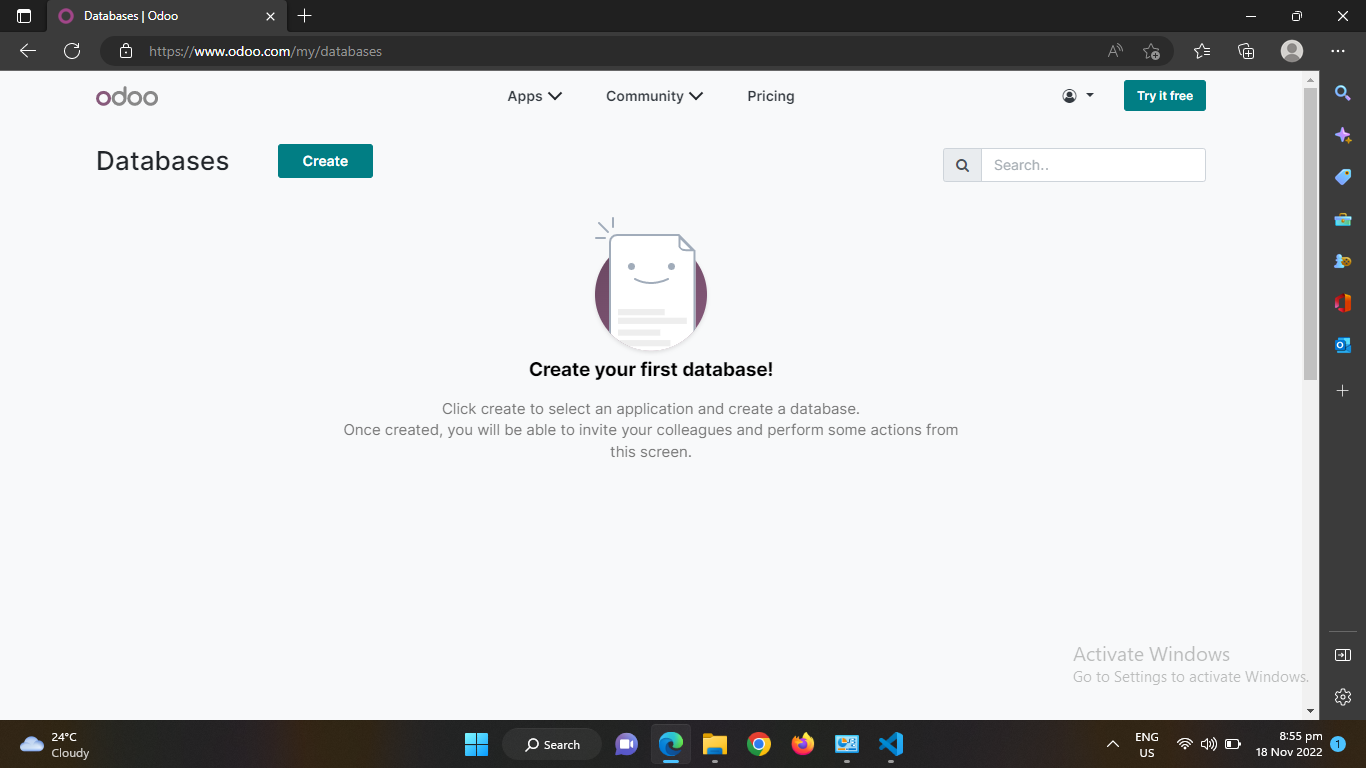 Databases | Odoo
https://www.odoo.com/my/databases
odoo
Apps
Community
Pricing
Try it free
Databases
Create
Search..
Create your first database!
Click create to select an application and create a database.
Once created, you will be able to invite your colleagues and perform some actions from
this screen.
Activate Windows
Go to Settings to activate Windows.
24°C
Cloudy
Search
ENG
US
8:55 pm
18 Nov 2022
1